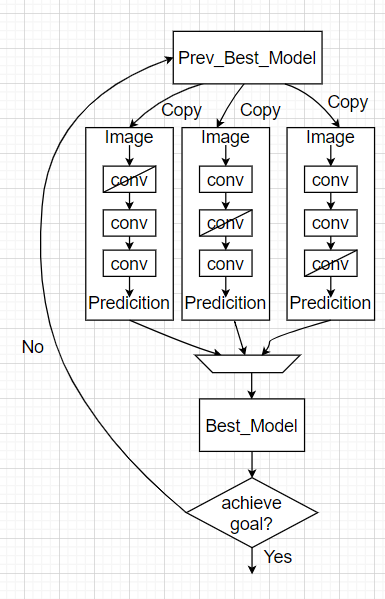 Prev_Best_Model
Copy
Copy
Copy
Image
conv
conv
conv
Predicition
Image
conv
conv
conv
Predicition
Image
conv
conv
conv
Predicition
Best_Model
achieve
goal?
No
Yes